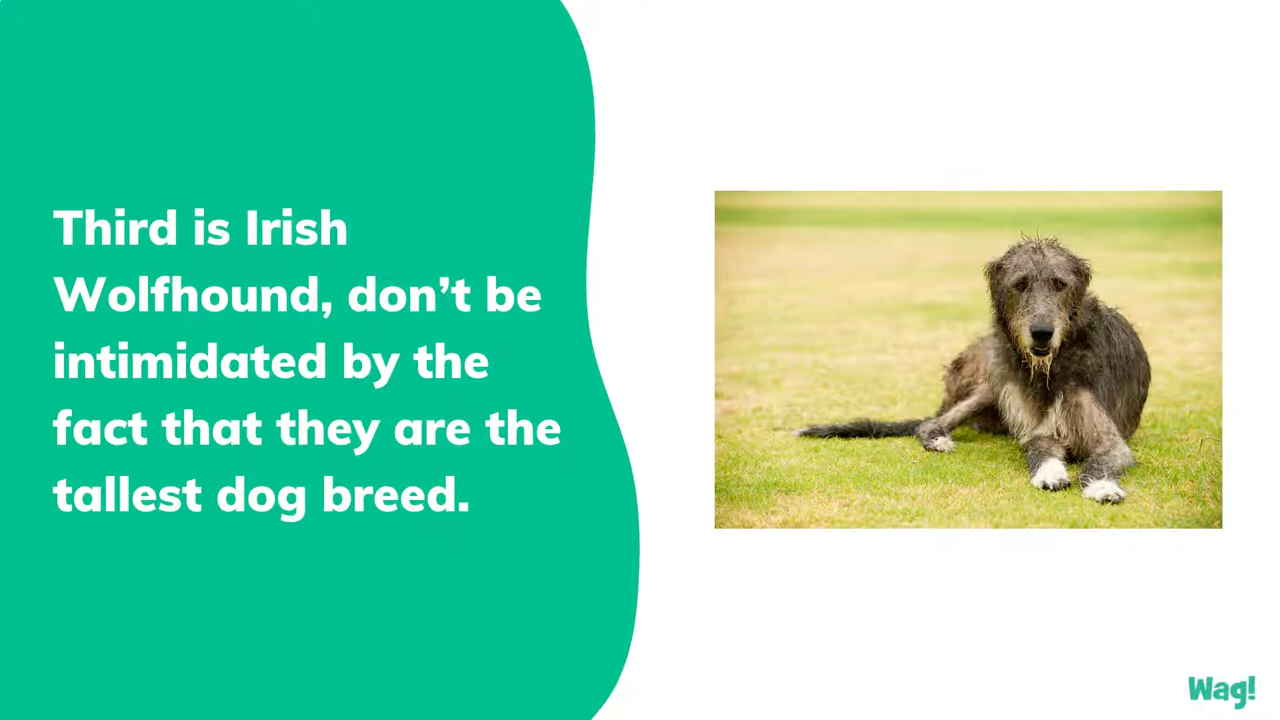 Third is Irish
Wolfhound, don’t be
intimidated by the
fact that they are the
tallest dog breed.
Wag!